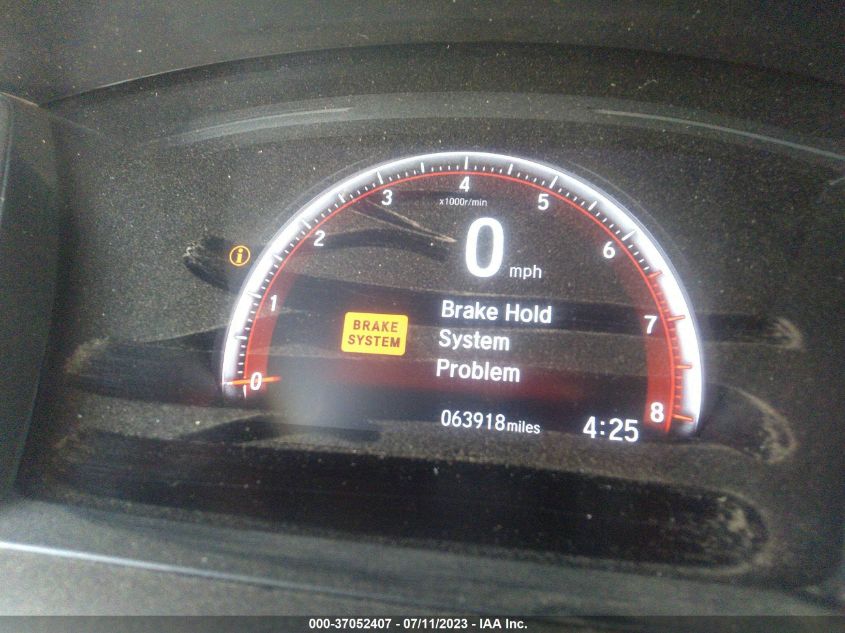 4
3
5
x1000r/min
2
6
0
mph
1
7
Brake Hold
BRAKE
SYSTEM
System
Problem
0
8
063918miles
4:25
000-37052407 - 07/11/2023 - IAA Inc.